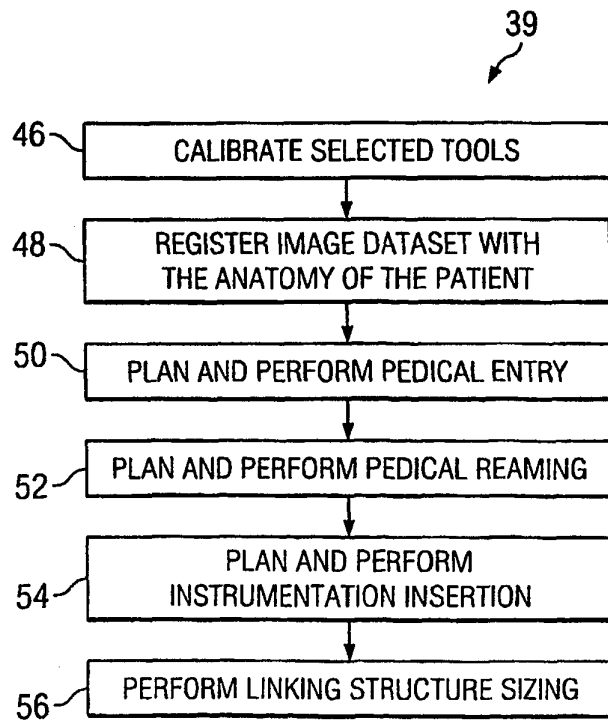 39
46
CALIBRATE SELECTED TOOLS
48
REGISTER IMAGE DATASET WITH
THE ANATOMY OF THE PATIENT
50
PLAN AND PERFORM PEDICAL ENTRY
52
PLAN AND PERFORM PEDICAL REAMING
54
PLAN AND PERFORM
INSTRUMENTATION INSERTION
56
PERFORM LINKING STRUCTURE SIZING